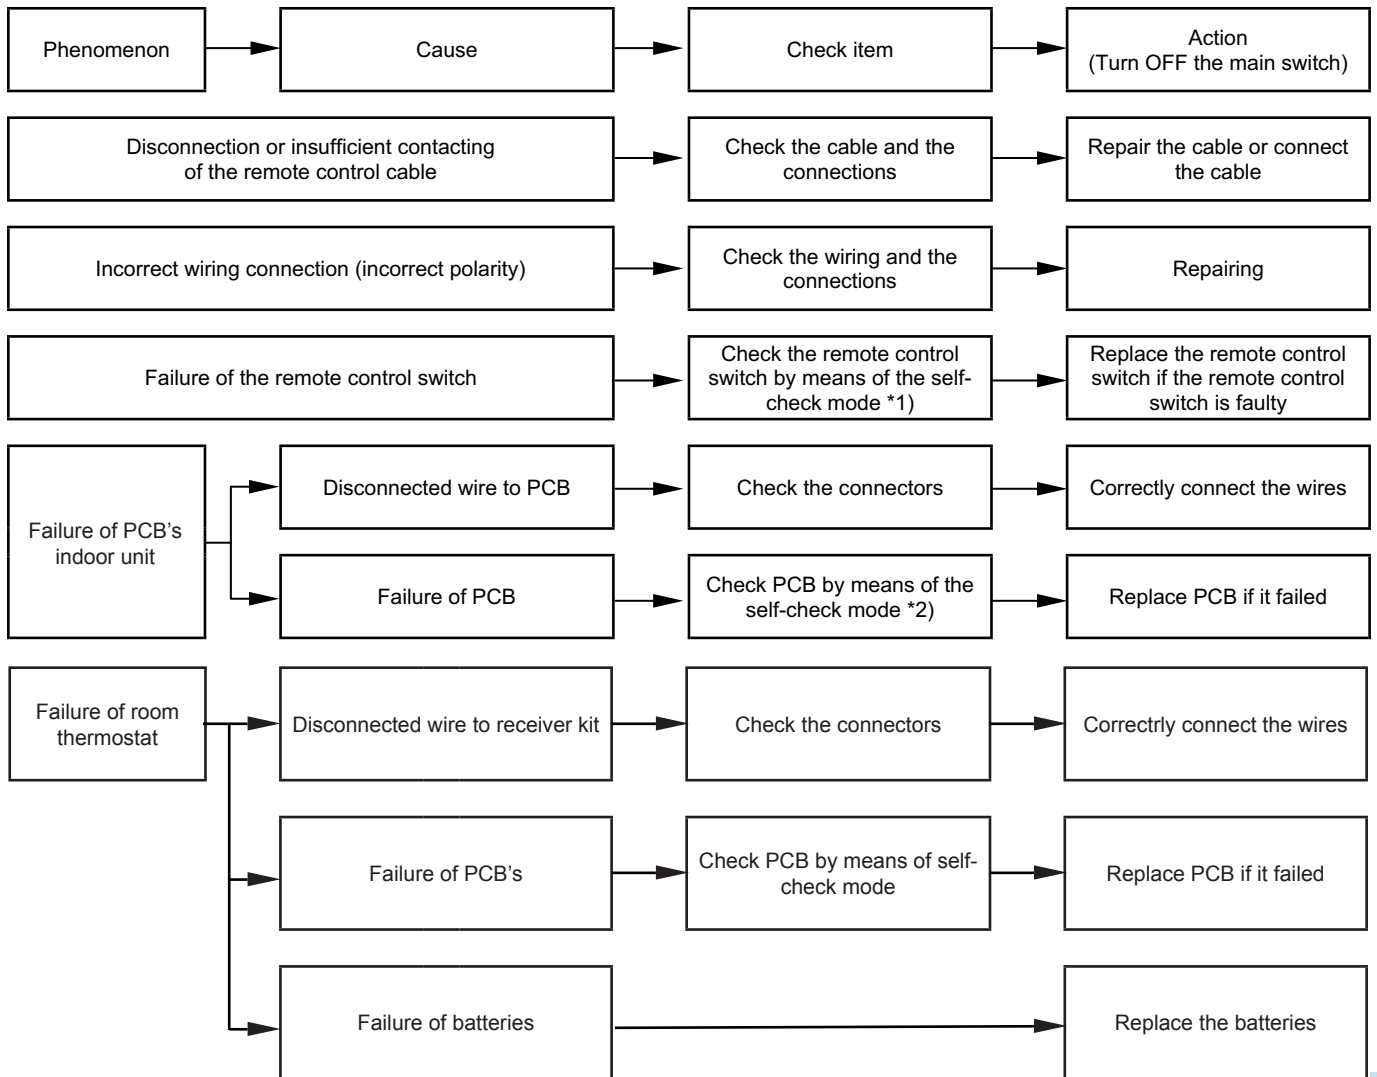 Phenomenon
Cause
Check item
Action
(Turn OFF the main switch)
Disconnection or insufficient contacting
of the remote control cable
Check the cable and the
connections
Repair the cable or connect
the cable
Incorrect wiring connection (incorrect polarity)
Check the wiring and the
connections
Repairing
Failure of the remote control switch
Check the remote control
switch by means of the self-
check mode *1)
Replace the remote control
switch if the remote control
switch is faulty
Failure of PCB's
indoor unit
Disconnected wire to PCB
Check the connectors
Correctly connect the wires
Failure of PCB
Check PCB by means of the
self-check mode *2)
Replace PCB if it failed
Failure of room
thermostat
Disconnected wire to receiver kit
Check the connectors
Correctrly connect the wires
Failure of PCB's
Check PCB by means of self-
check mode
Replace PCB if it failed
Failure of batteries
Replace the batteries